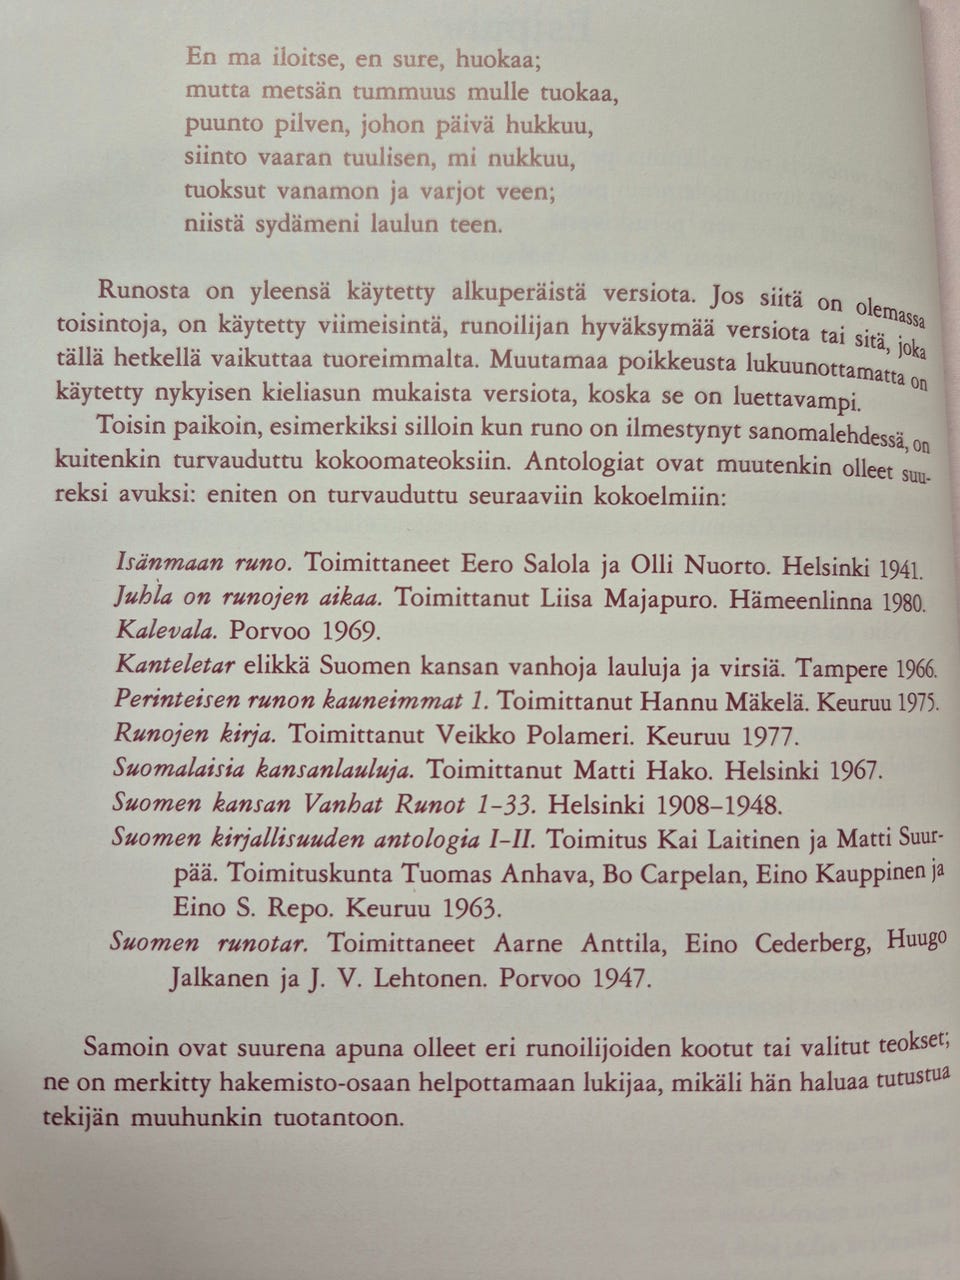 En ma iloitse, en sure, huokaa;
mutta metsän tummuus mulle tuokaa,
puunto pilven, johon päivä hukkuu,
siinto vaaran tuulisen, mi nukkuu,
tuoksut vanamon ja varjot veen;
niistä sydämeni laulun teen.
Runosta on yleensä käytetty alkuperäistä versiota. Jos siitä on olemassa
toisintoja, on käytetty viimeisintä, runoilijan hyväksymää versiota tai sitä, joka
tällä hetkellä vaikuttaa tuoreimmalta. Muutamaa poikkeusta lukuunottamatta on
käytetty nykyisen kieliasun mukaista versiota, koska se on luettavampi.
Toisin paikoin, esimerkiksi silloin kun runo on ilmestynyt sanomalehdessä, on
kuitenkin turvauduttu kokoomateoksiin. Antologiat ovat muutenkin olleet suu-
reksi avuksi: eniten on turvauduttu seuraaviin kokoelmiin:
Isänmaan runo. Toimittaneet Eero Salola ja Olli Nuorto. Helsinki 1941.
Juhla on runojen aikaa. Toimittanut Liisa Majapuro. Hämeenlinna 1980.
Kalevala. Porvoo 1969.
Kanteletar elikkä Suomen kansan vanhoja lauluja ja virsiä. Tampere 1966.
Perinteisen runon kauneimmat 1. Toimittanut Hannu Mäkelä. Keuruu 1975.
Runojen kirja. Toimittanut Veikko Polameri. Keuruu 1977.
Suomalaisia kansanlauluja. Toimittanut Matti Hako. Helsinki 1967.
Suomen kansan Vanhat Runot 1–33. Helsinki 1908–1948.
Suomen kirjallisuuden antologia I–II. Toimitus Kai Laitinen ja Matti Suur-
pää. Toimituskunta Tuomas Anhava, Bo Carpelan, Eino Kauppinen ja
Eino S. Repo. Keuruu 1963.
Suomen runotar. Toimittaneet Aarne Anttila, Eino Cederberg, Huugo
Jalkanen ja J. V. Lehtonen. Porvoo 1947.
Samoin ovat suurena apuna olleet eri runoilijoiden kootut tai valitut teokset;
ne on merkitty hakemisto-osaan helpottamaan lukijaa, mikäli hän haluaa tutustua
tekijän muuhunkin tuotantoon.